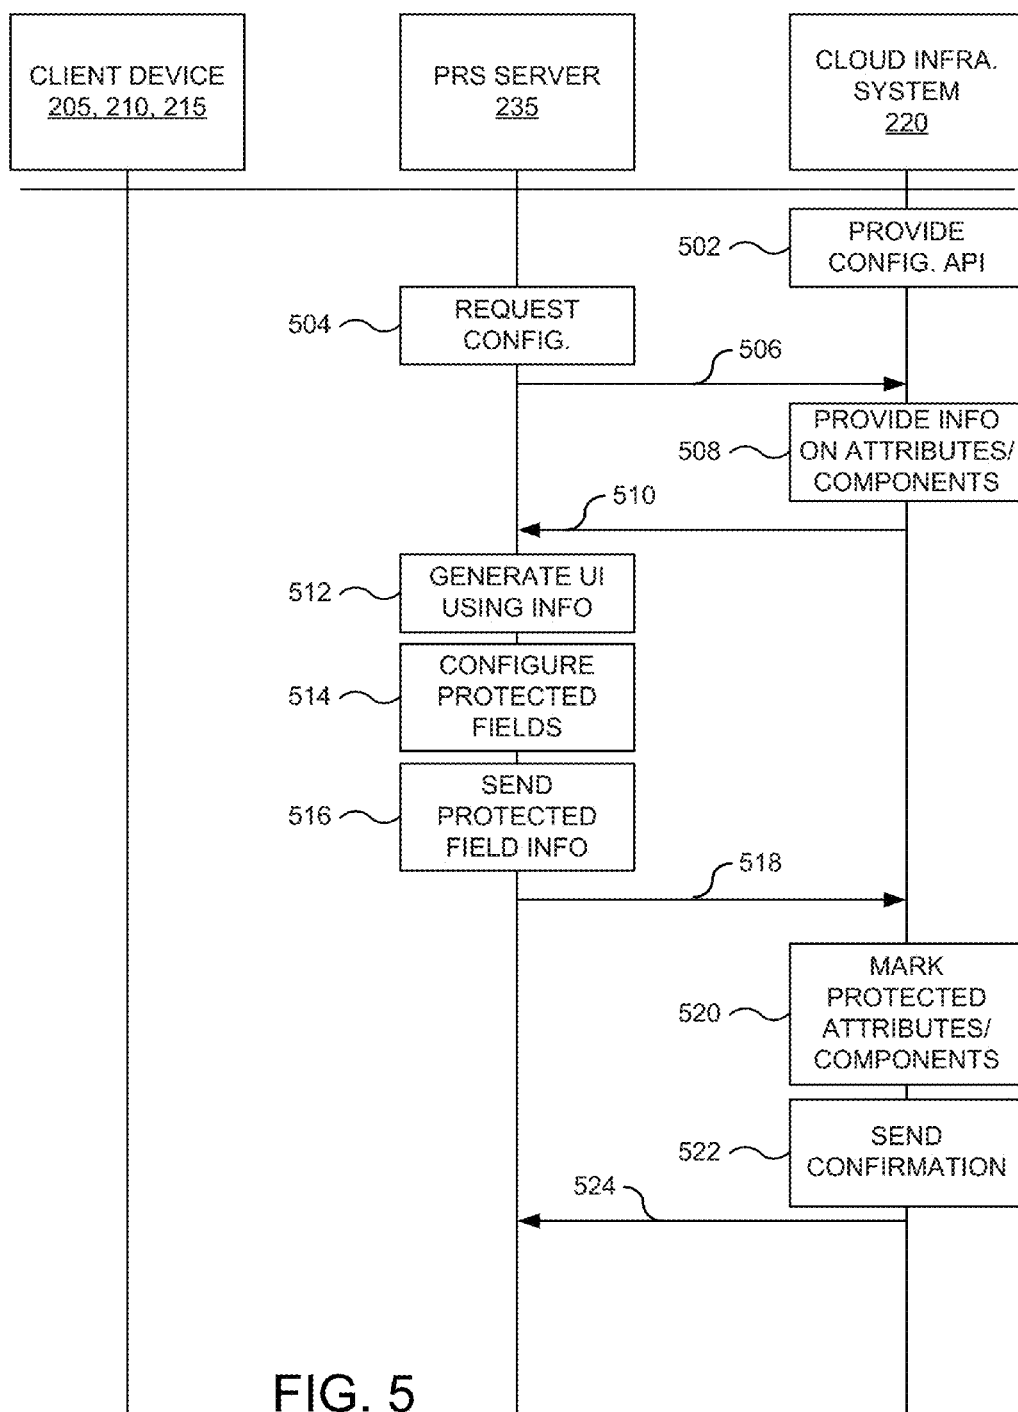 CLIENT DEVICE
205, 210, 215
PRS SERVER
235
CLOUD INFRA.
SYSTEM
220
502
PROVIDE
CONFIG. API
504
REQUEST
CONFIG.
506
508
PROVIDE INFO
ON ATTRIBUTES/
COMPONENTS
510
512
GENERATE UI
USING INFO
514
CONFIGURE
PROTECTED
FIELDS
516
SEND
PROTECTED
FIELD INFO
518
520
MARK
PROTECTED
ATTRIBUTES/
COMPONENTS
522
SEND
CONFIRMATION
524
FIG. 5